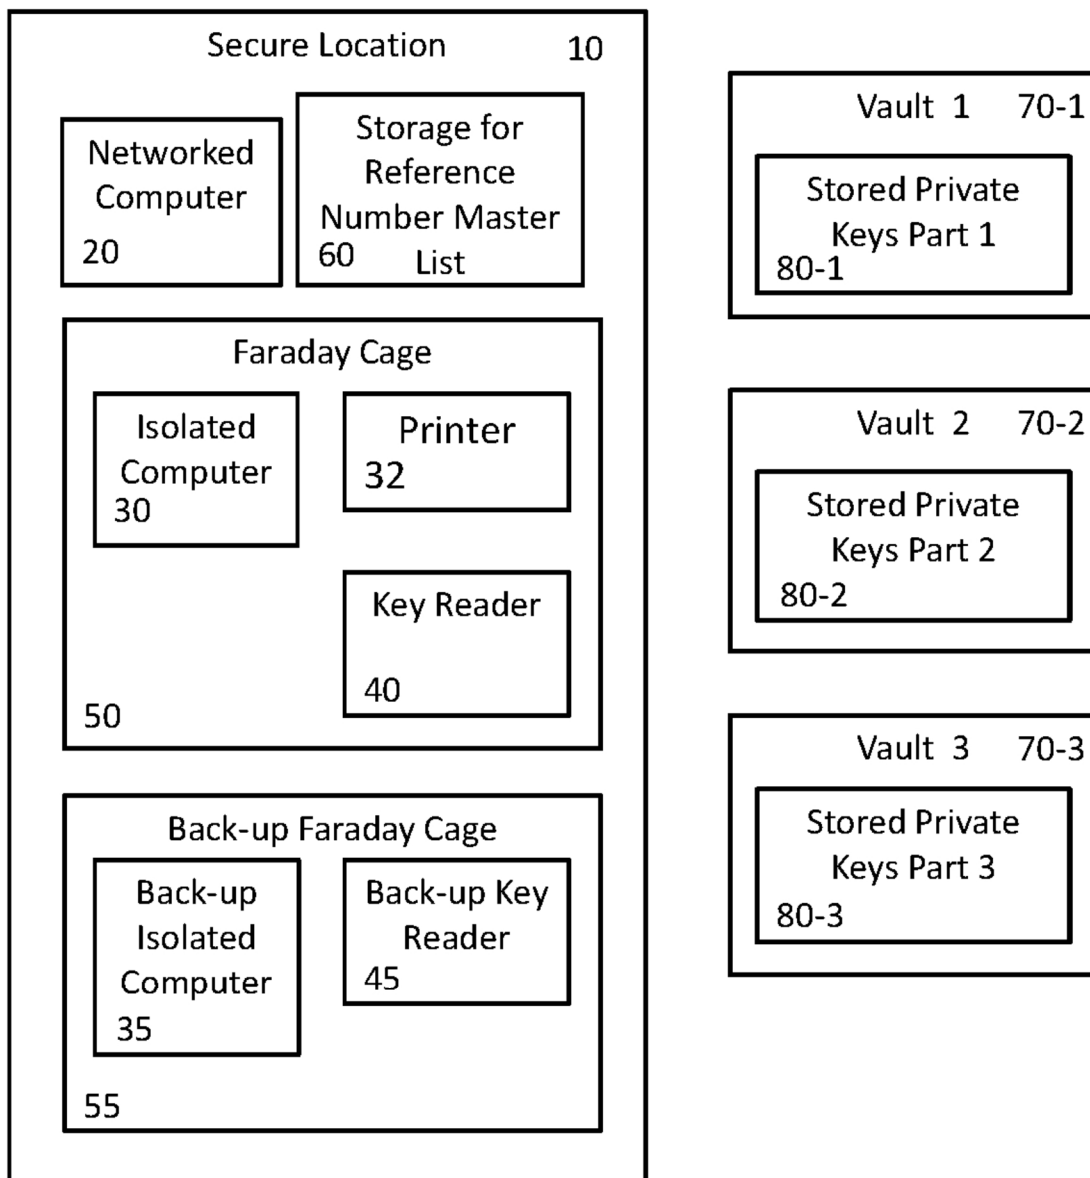 Secure Location 10
Networked
Computer
20
Storage for
Reference
Number Master
60 List
Faraday Cage
Isolated
Computer
30
Printer
32
Key Reader
40
50
Back-up Faraday Cage
Back-up
Isolated
Computer
35
Back-up Key
Reader
45
55
Vault 1 70-1
Stored Private
Keys Part 1
80-1
Vault 2 70-2
Stored Private
Keys Part 2
80-2
Vault 3 70-3
Stored Private
Keys Part 3
80-3